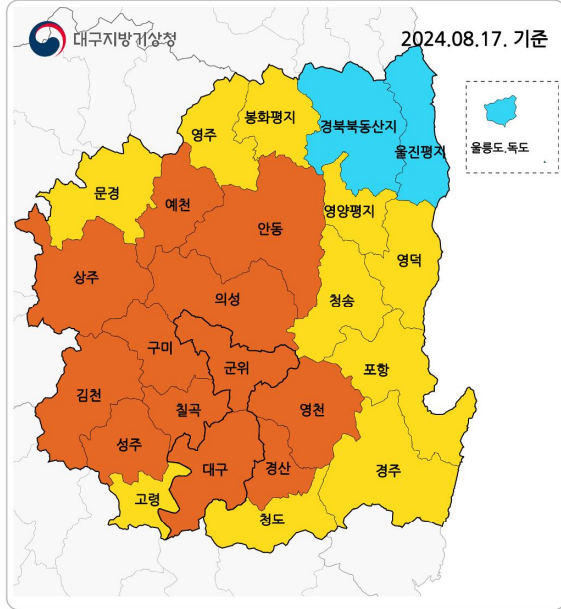 대구지방기상청
2024.08.17. 기준
봉화평지
영주
경북북동산지
울진평지
울릉도.독도
문경
예천
영양평지
안동
영덕
상주
의성
청송
구미
군위
포항
김천
칠곡
영천
성주
대구
경산
경주
고령
청도